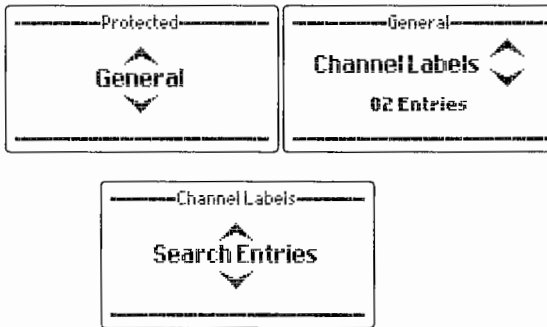 Protected
General
General
Channel Labels
02 Entries
Channel Labels
Search Entries